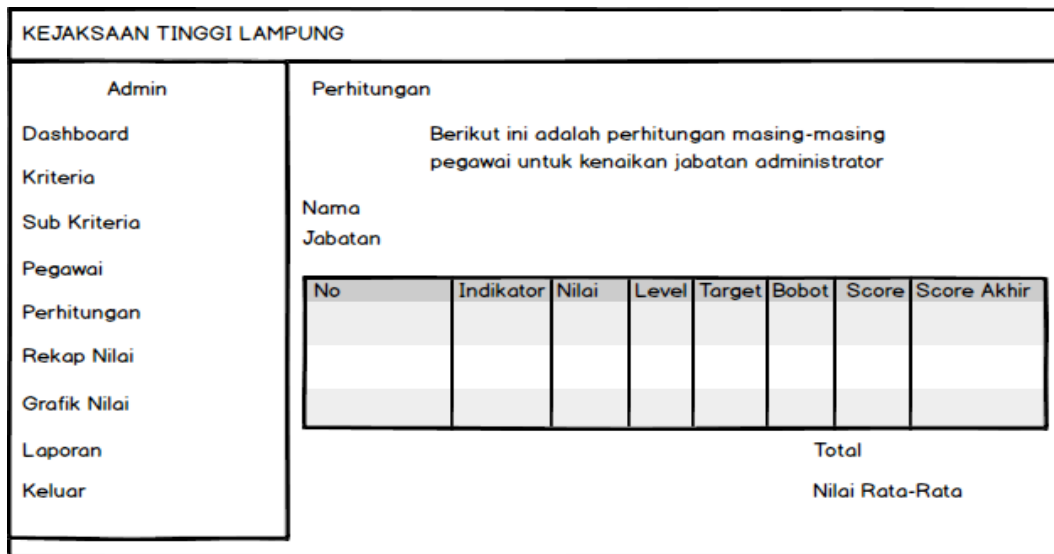 KEJAKSAAN TINGGI LAMPUNG
Admin
Dashboard
Kriteria
Sub Kriteria
Pegawai
Perhitungan
Rekap Nilai
Grafik Nilai
Laporan
Keluar
Perhitungan
Berikut ini adalah perhitungan masing-masing
pegawai untuk kenaikan jabatan administrator
Nama
Jabatan
No Indikator Nilai Level Target Bobot Score Score Akhir
Total
Nilai Rata-Rata